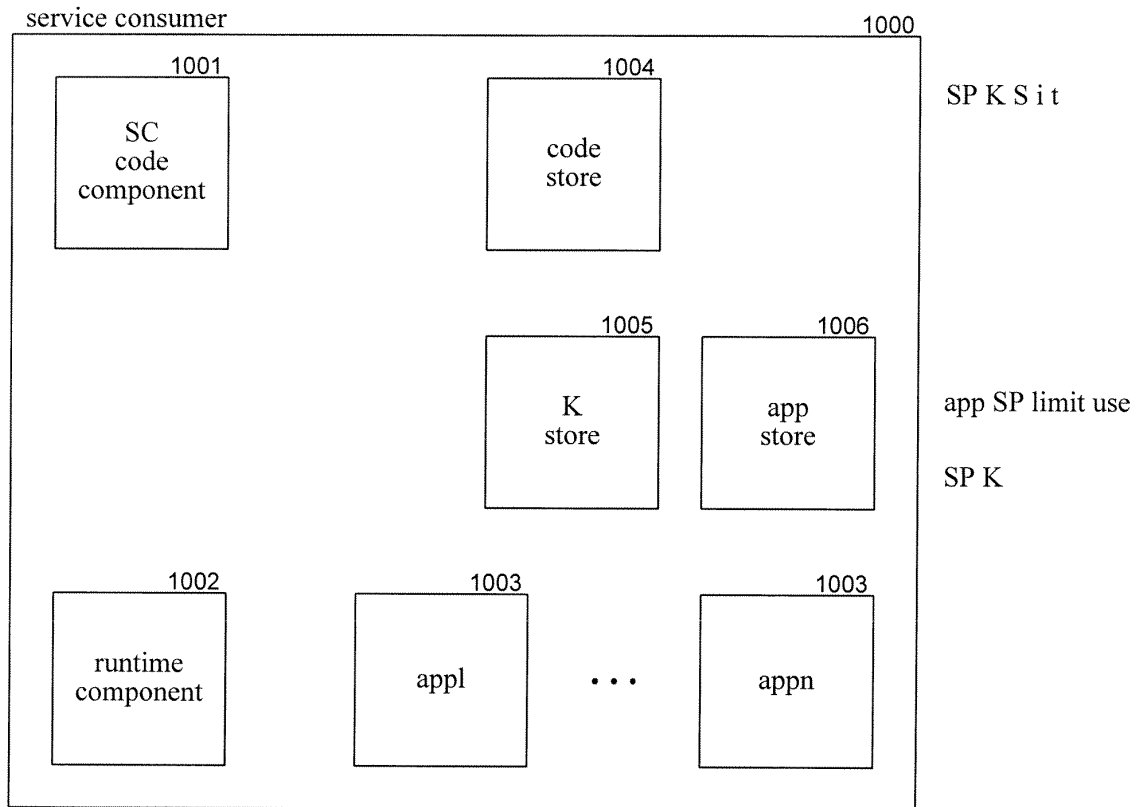 service consumer
1000
1001
SC
code
component
1004
code
store
SP K S i t
1005
K
store
1006
app
store
app SP limit use
SP K
1002
runtime
component
1003
appl
...
1003
appn